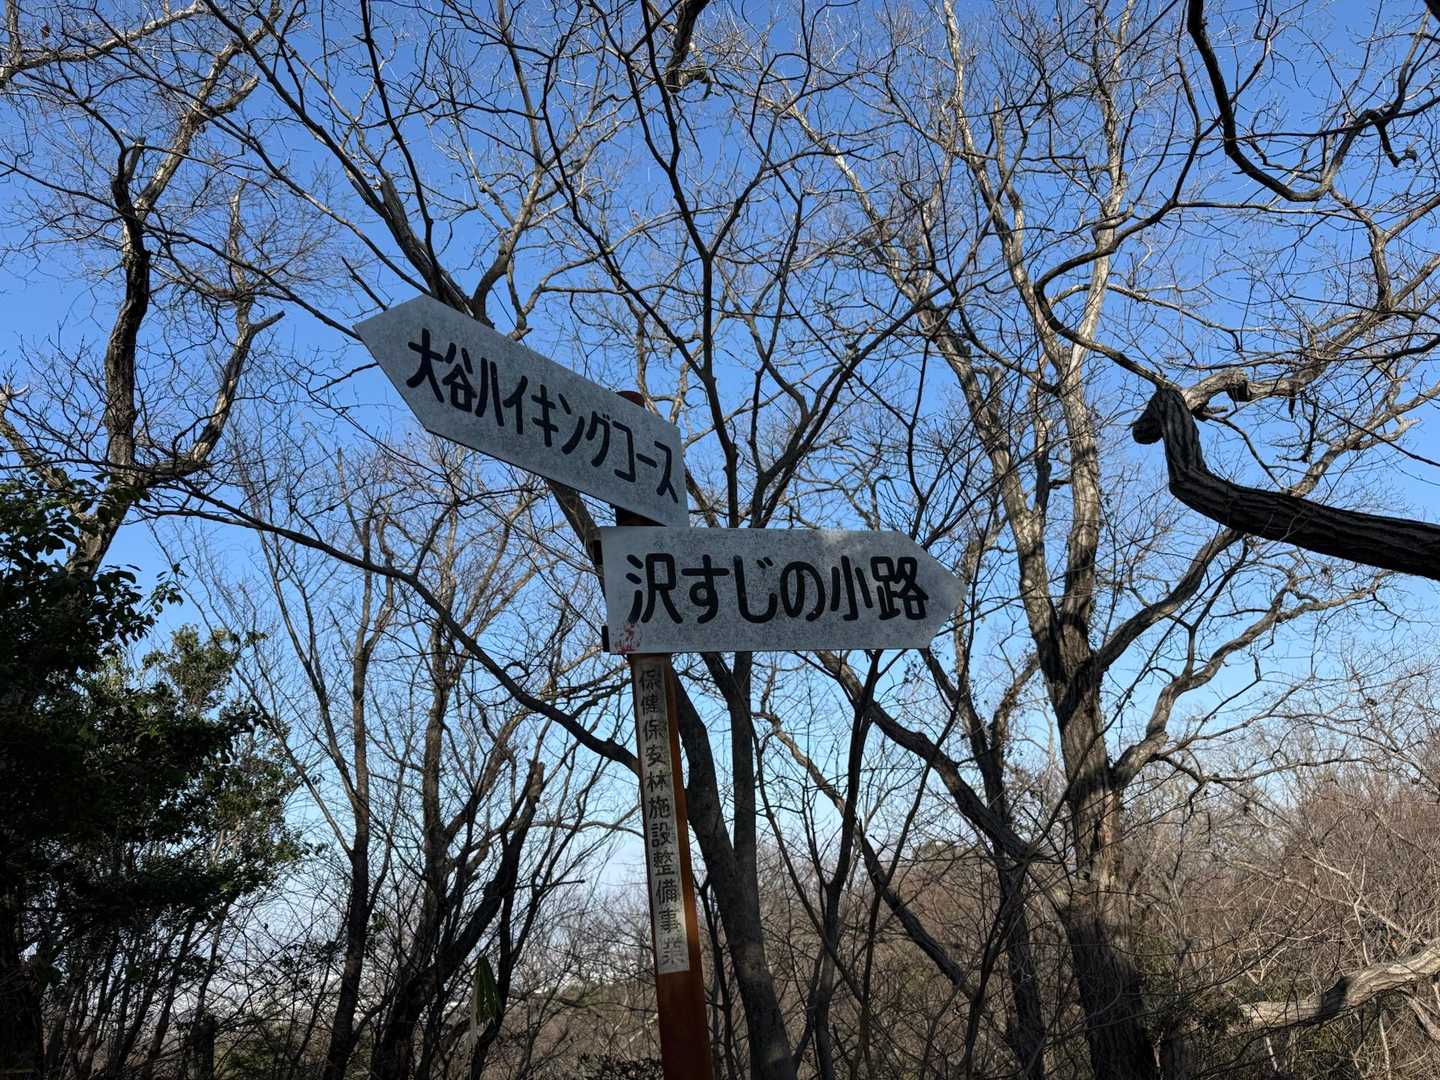 大谷ハイキングコース
沢すじの小路
保健保安林施設整備事業